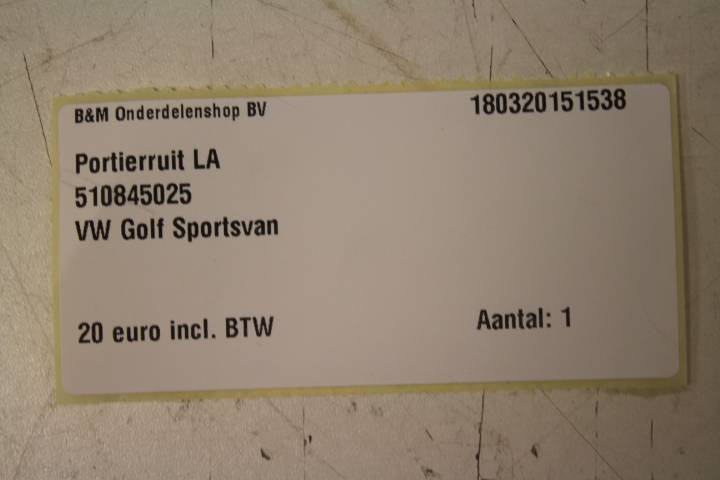 B&M Onderdelenshop BV 180320151538
Portierruit LA
510845025
VW Golf Sportsvan
20 euro incl. BTW Aantal: 1